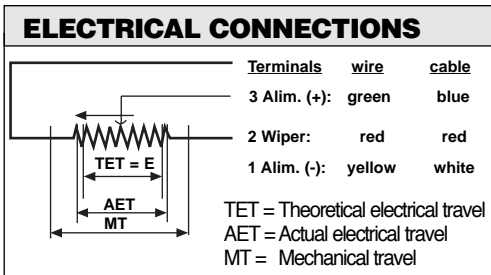 ELECTRICAL CONNECTIONS
Terminals wire cable
3 Alim. (+): green blue
2 Wiper: red red
1 Alim. (-): yellow white
TET = E
AET
MT
TET = Theoretical electrical travel
AET = Actual electrical travel
MT = Mechanical travel